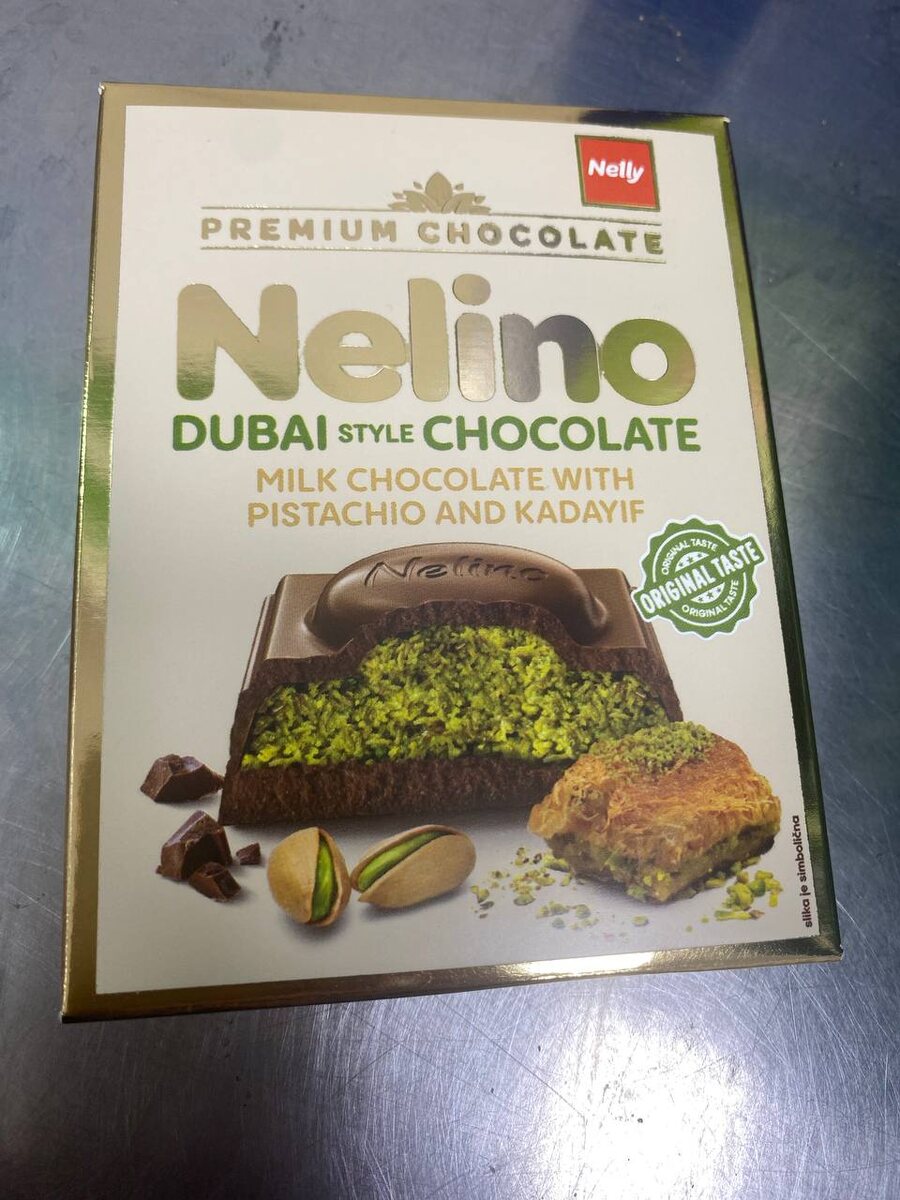 Nelly
PREMIUM CHOCOLATE
Nelino
DUBAI STYLE CHOCOLATE
MILK CHOCOLATE WITH
PISTACHIO AND KADAYIF
Nelino
ORIGINAL TASTE
ORIGINAL TASTE
ORIGINAL TASTE
slika je simbolična